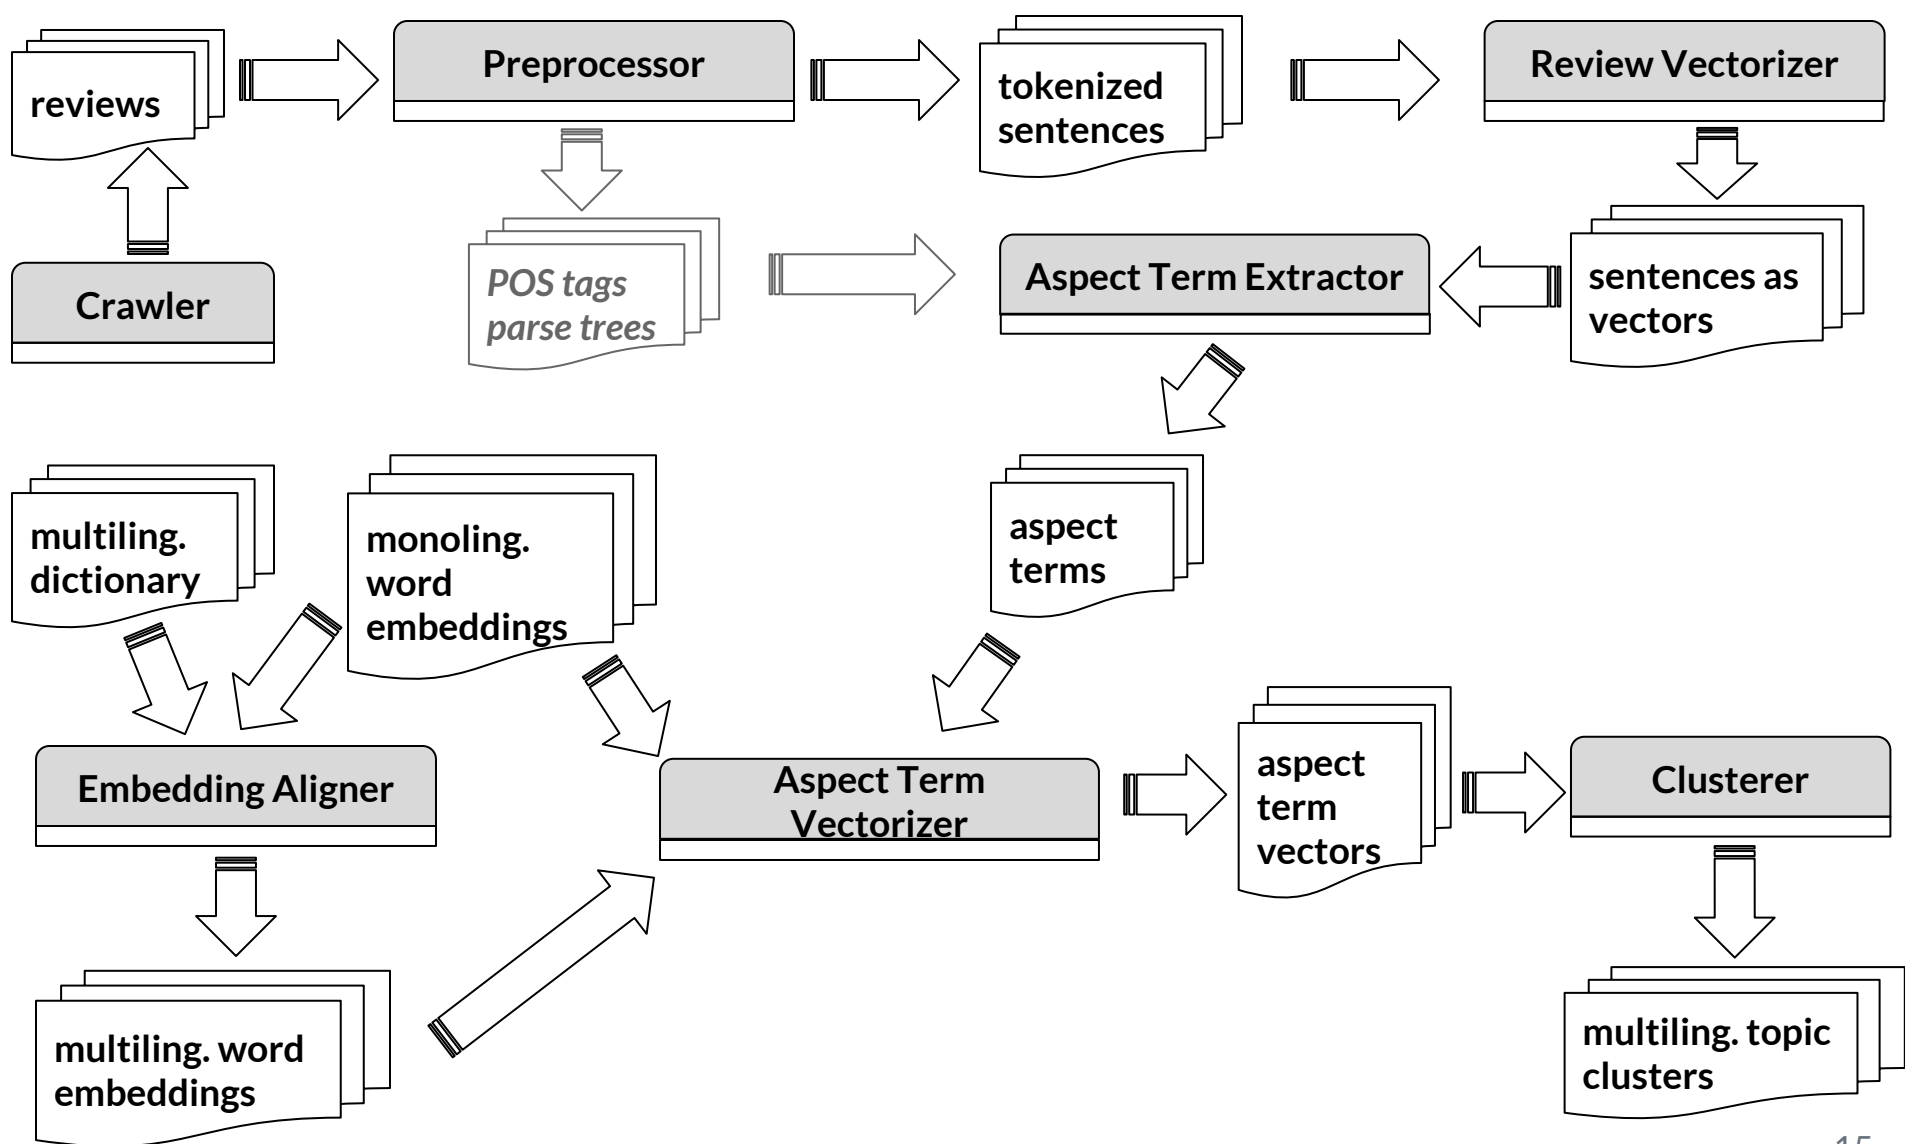 reviews
Preprocessor
tokenized
sentences
Review Vectorizer
Crawler
POS tags
parse trees
Aspect Term Extractor
sentences as
vectors
multiling.
dictionary
monoling.
word
embeddings
aspect
terms
Embedding Aligner
Aspect Term
Vectorizer
aspect
term
vectors
Clusterer
multiling. word
embeddings
multiling. topic
clusters
15